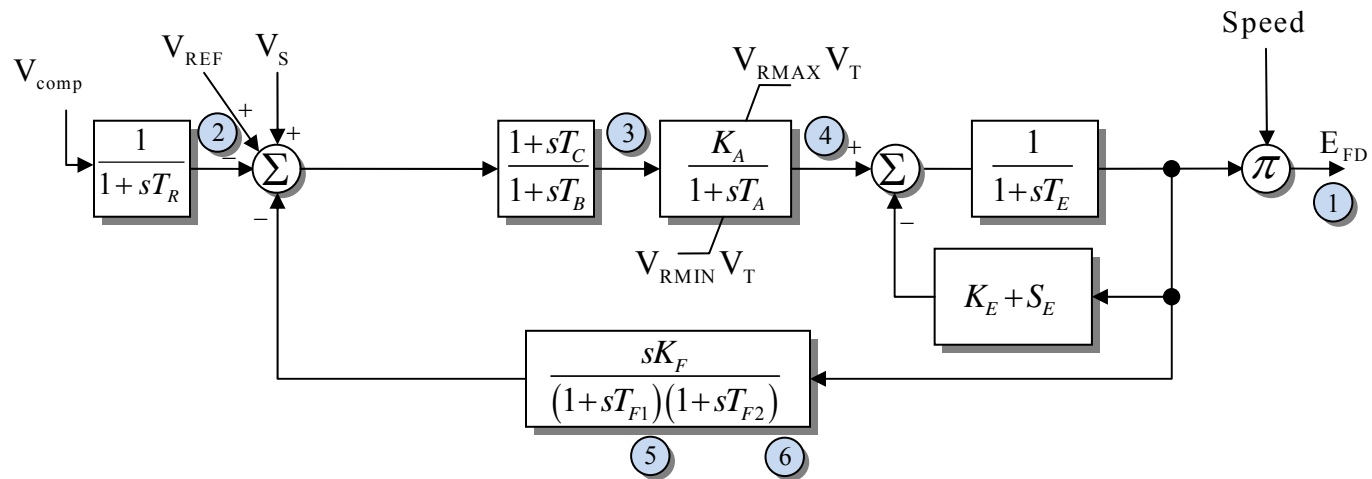 Speed
V_REF V_S
V_comp
V_RMAX V_T
+ + − 2
1 / 1+sT_R
Σ
−
1+sT_C / 1+sT_B
3
K_A / 1+sT_A
4
+
Σ
−
1 / 1+sT_E
π
E_FD
1
V_RMIN V_T
K_E + S_E
sK_F / (1+sT_F1)(1+sT_F2)
5 6